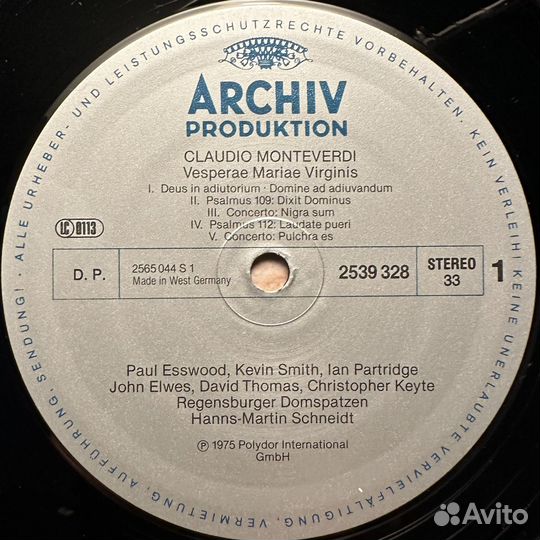 ALLE URHEBER- UND LEISTUNGSSCHUTZRECHTE VORBEHALTEN. KEIN VERLEIH! KEINE UNERLAUBTE VERVIELFÄLTIGUNG, VERMIETUNG, AUFFÜHRUNG, SENDUNG!
ARCHIV
PRODUKTION
CLAUDIO MONTEVERDI
Vesperae Mariae Virginis
I. Deus in adiutorium · Domine ad adiuvandum
II. Psalmus 109: Dixit Dominus
III. Concerto: Nigra sum
IV. Psalmus 112: Laudate pueri
V. Concerto: Pulchra es
LC 0113
D. P.
2565 044 S 1
Made in West Germany
2539 328
STEREO
33
1
Paul Esswood, Kevin Smith, Ian Partridge
John Elwes, David Thomas, Christopher Keyte
Regensburger Domspatzen
Hanns-Martin Schneidt
℗ 1975 Polydor International
GmbH
Avito